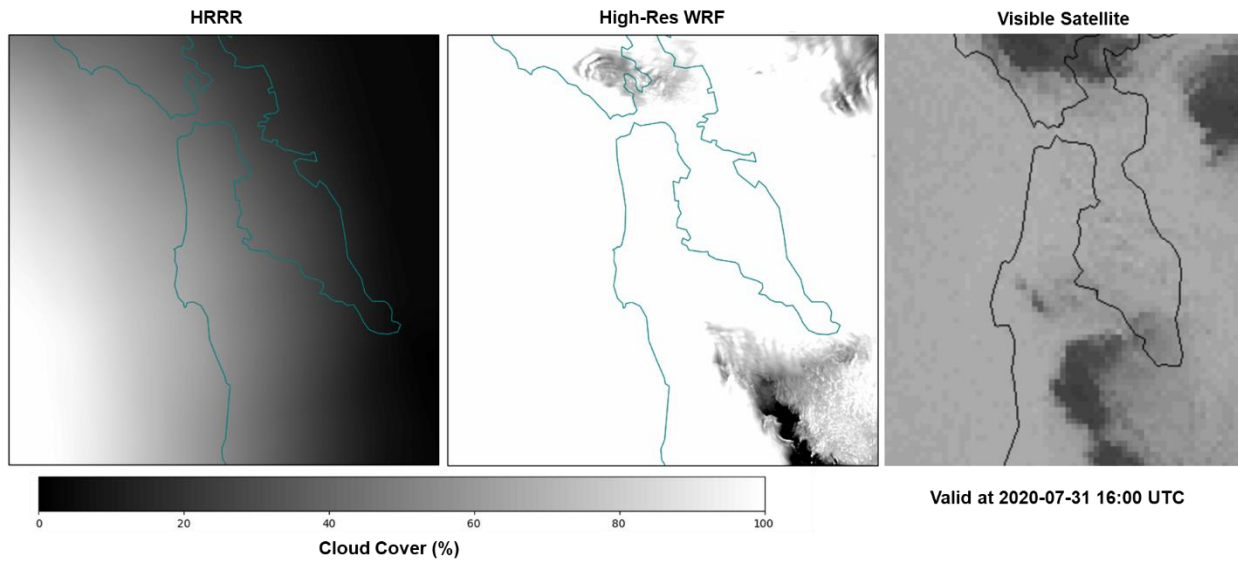 HRRR
High-Res WRF
Visible Satellite
0 20 40 60 80 100
Cloud Cover (%)
Valid at 2020-07-31 16:00 UTC